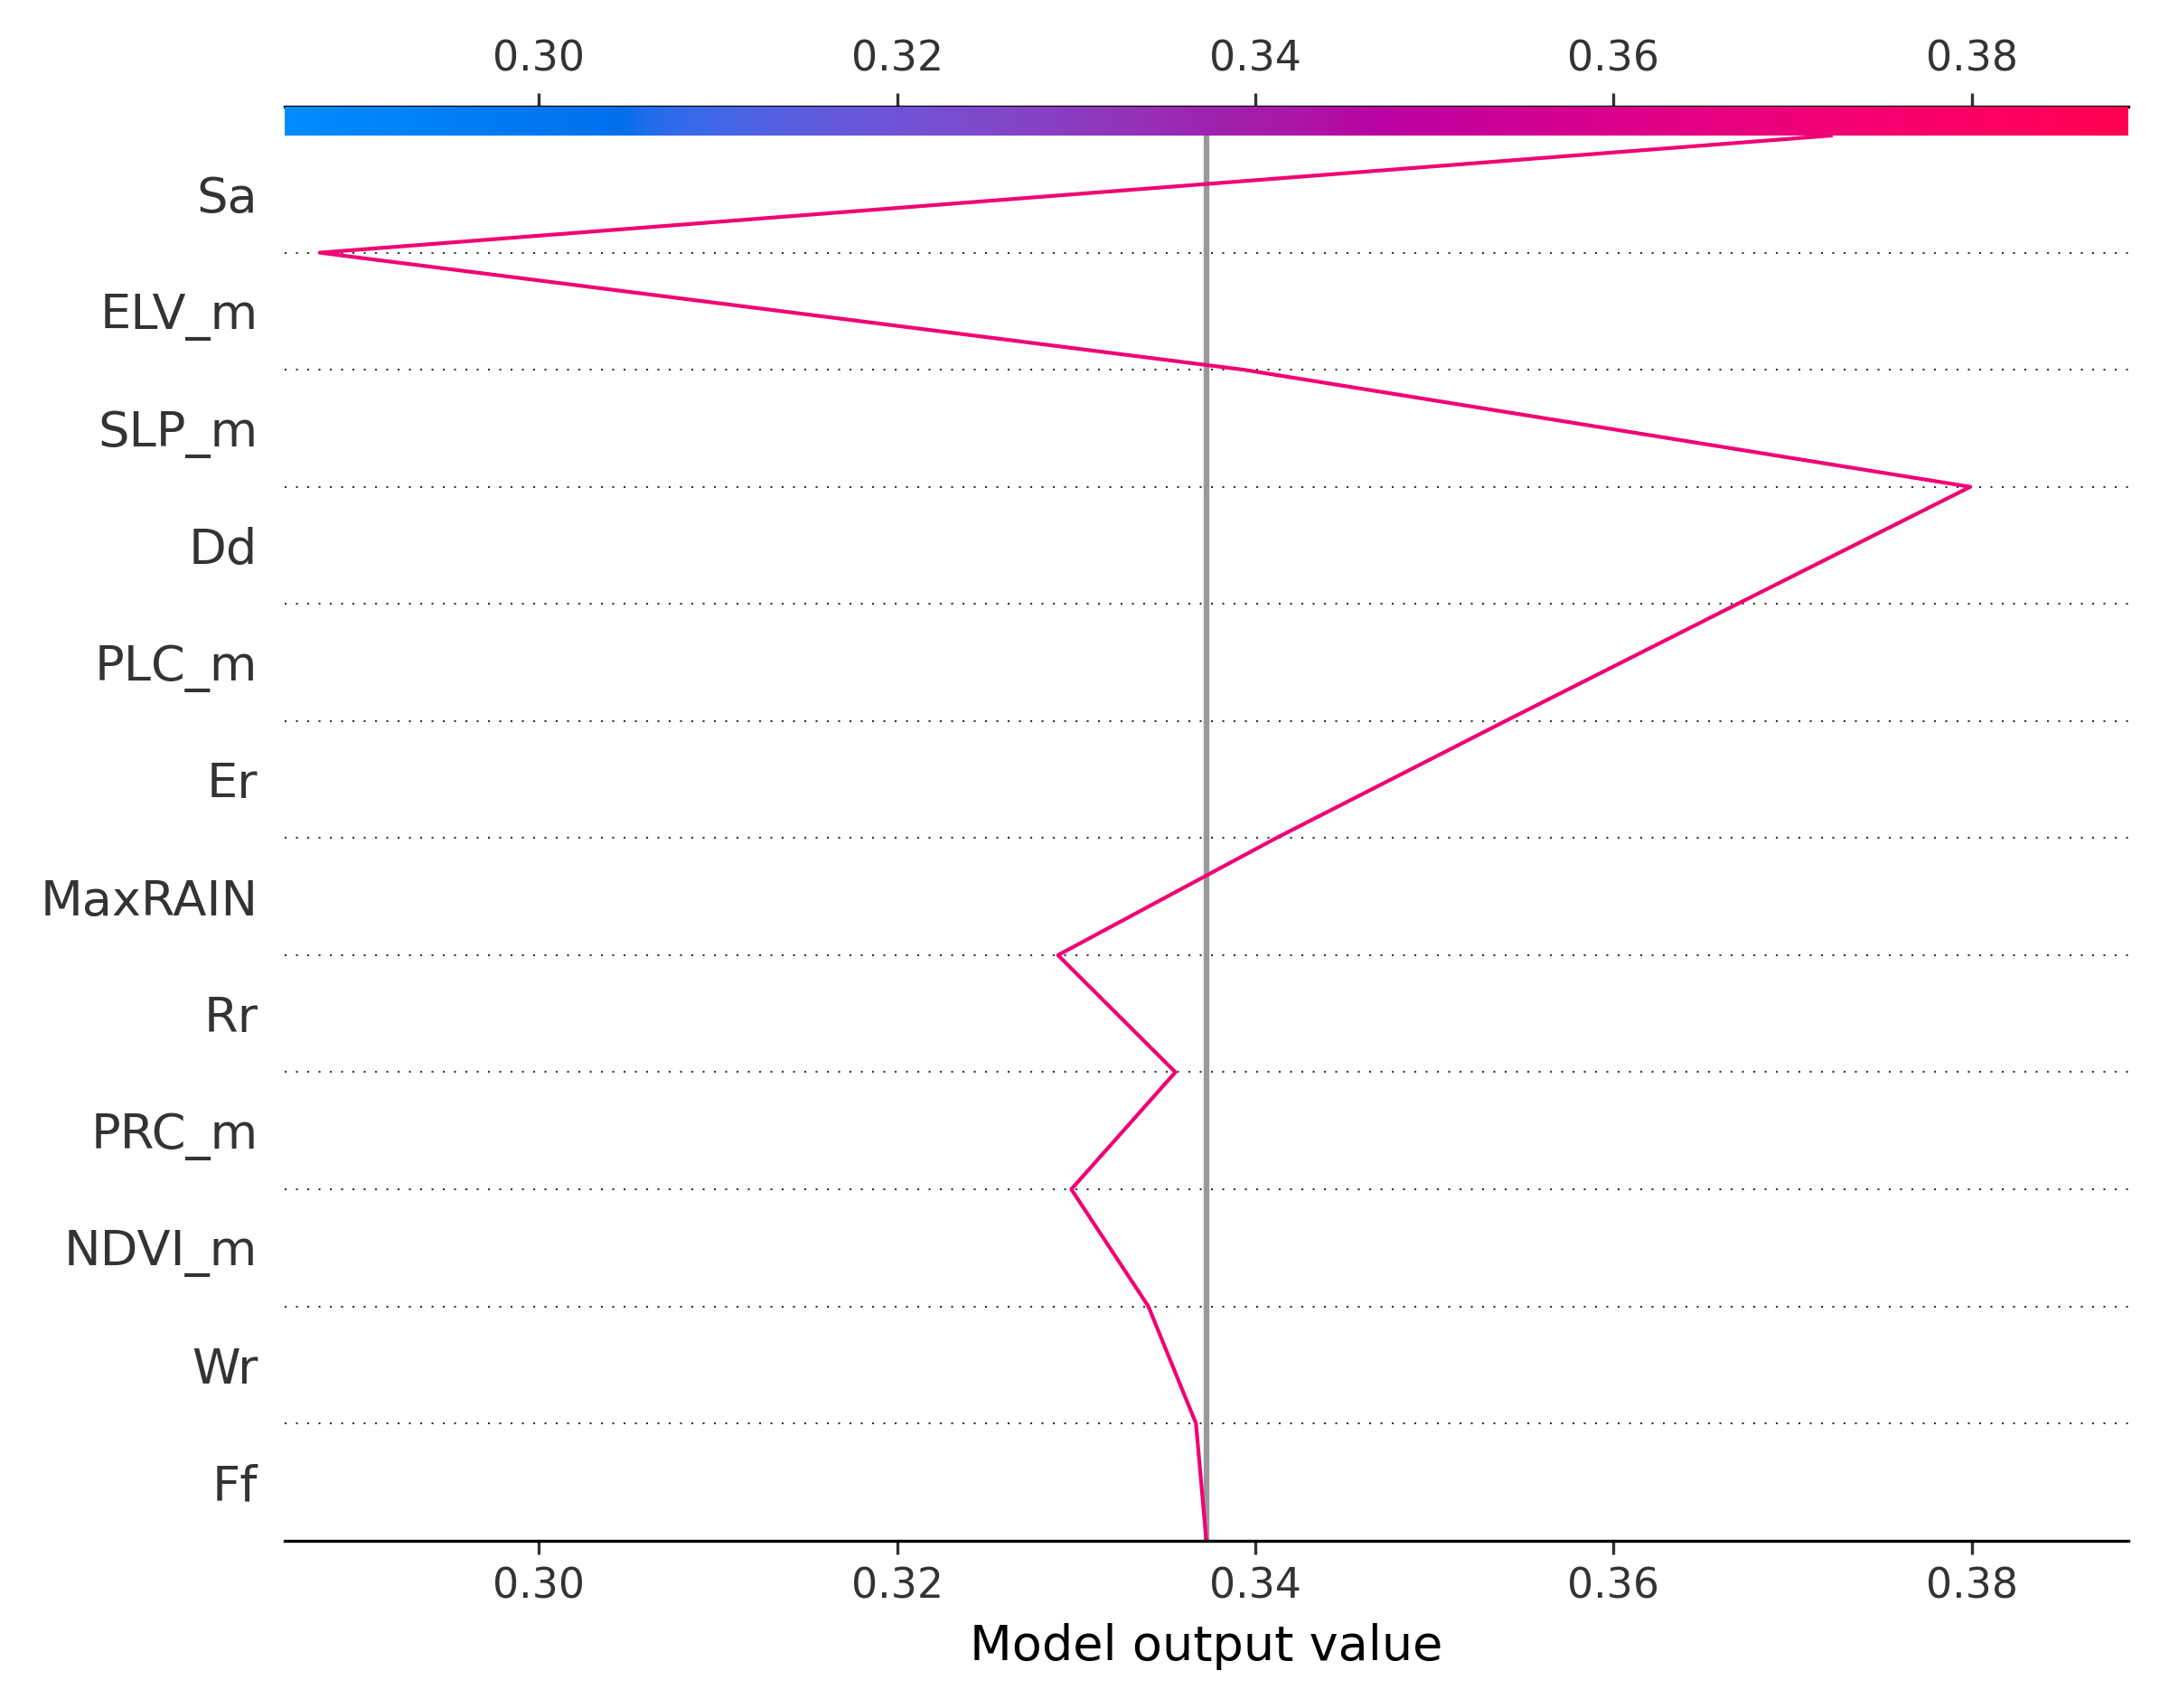 0.30 0.32 0.34 0.36 0.38
Sa
ELV_m
SLP_m
Dd
PLC_m
Er
MaxRAIN
Rr
PRC_m
NDVI_m
Wr
Ff
0.30 0.32 0.34 0.36 0.38
Model output value